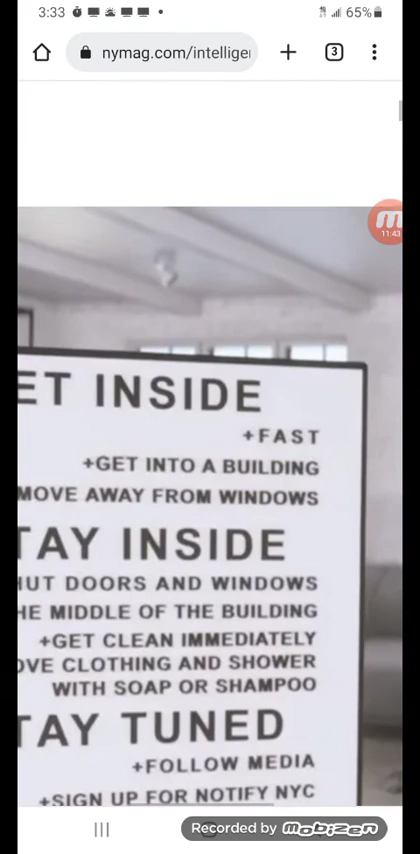 3:33
65%
nymag.com/intellige
3
11:43
ET INSIDE
+FAST
+GET INTO A BUILDING
MOVE AWAY FROM WINDOWS
TAY INSIDE
HUT DOORS AND WINDOWS
HE MIDDLE OF THE BUILDING
+GET CLEAN IMMEDIATELY
OVE CLOTHING AND SHOWER
WITH SOAP OR SHAMPOO
TAY TUNED
+FOLLOW MEDIA
+SIGN UP FOR NOTIFY NYC
Recorded by mobizen